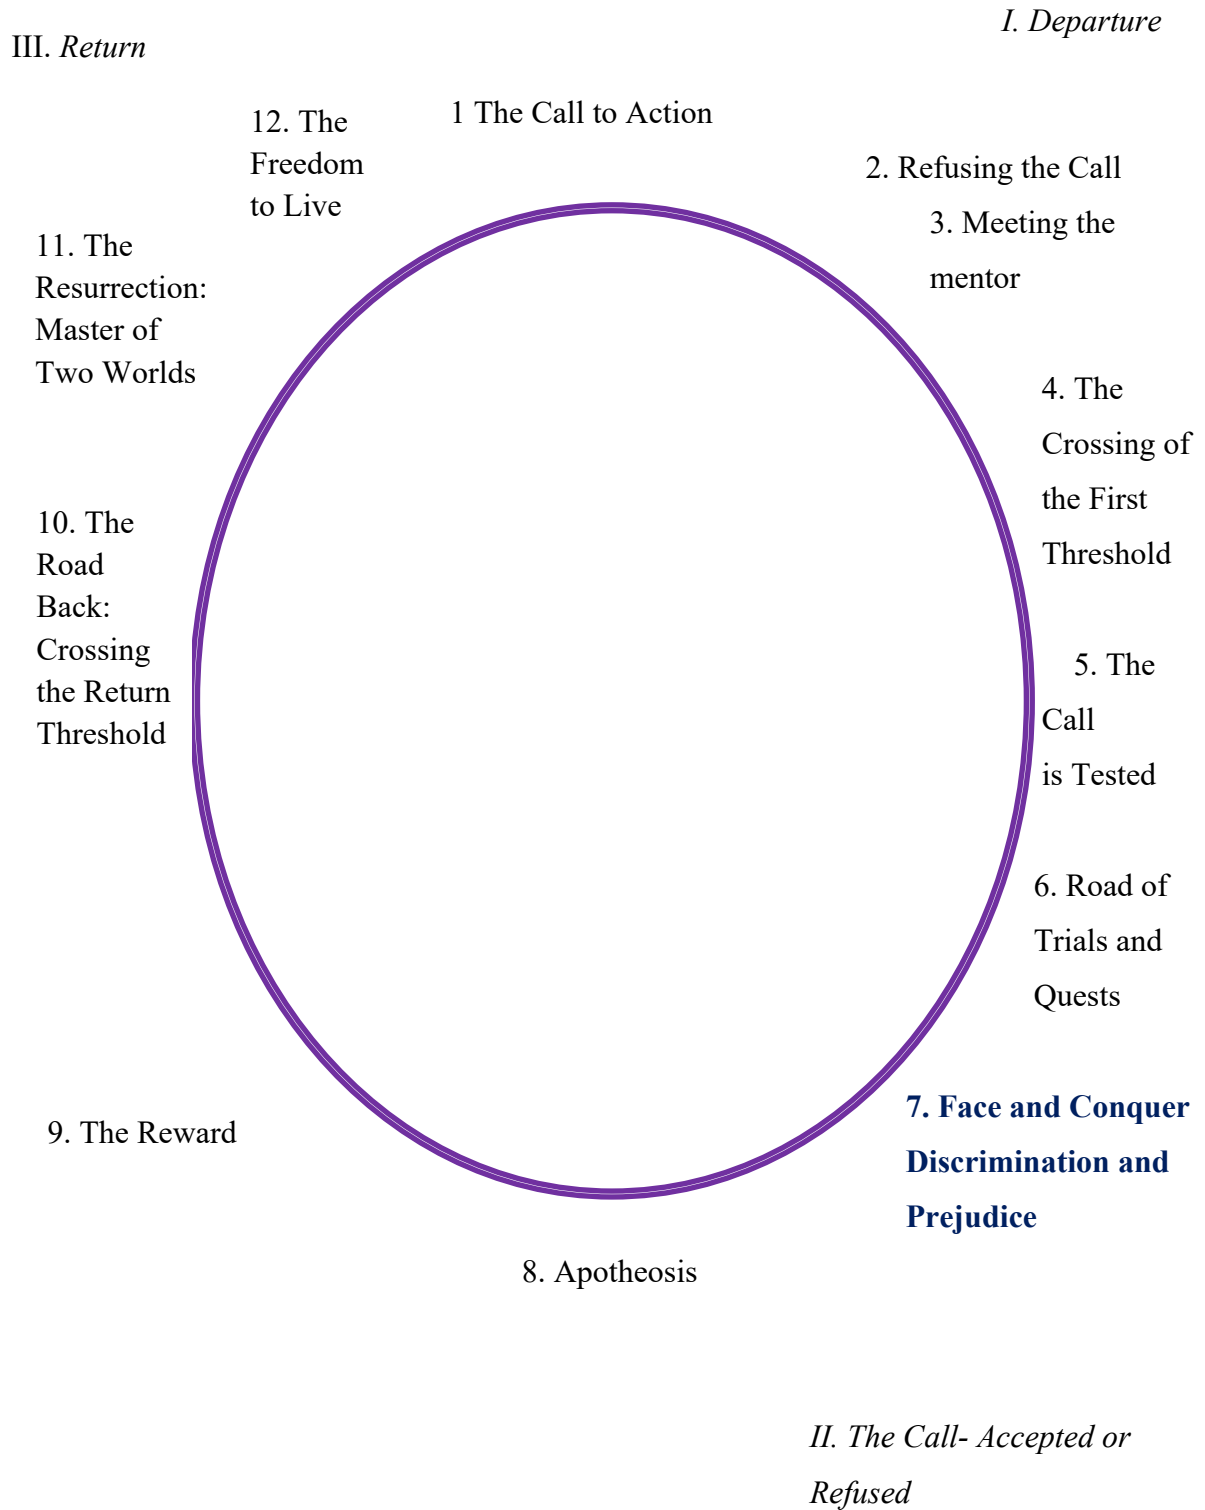 I. Departure
III. Return
1 The Call to Action
2. Refusing the Call
3. Meeting the
mentor
4. The
Crossing of
the First
Threshold
5. The
Call
is Tested
6. Road of
Trials and
Quests
7. Face and Conquer
Discrimination and
Prejudice
8. Apotheosis
9. The Reward
10. The
Road
Back:
Crossing
the Return
Threshold
11. The
Resurrection:
Master of
Two Worlds
12. The
Freedom
to Live
II. The Call- Accepted or
Refused